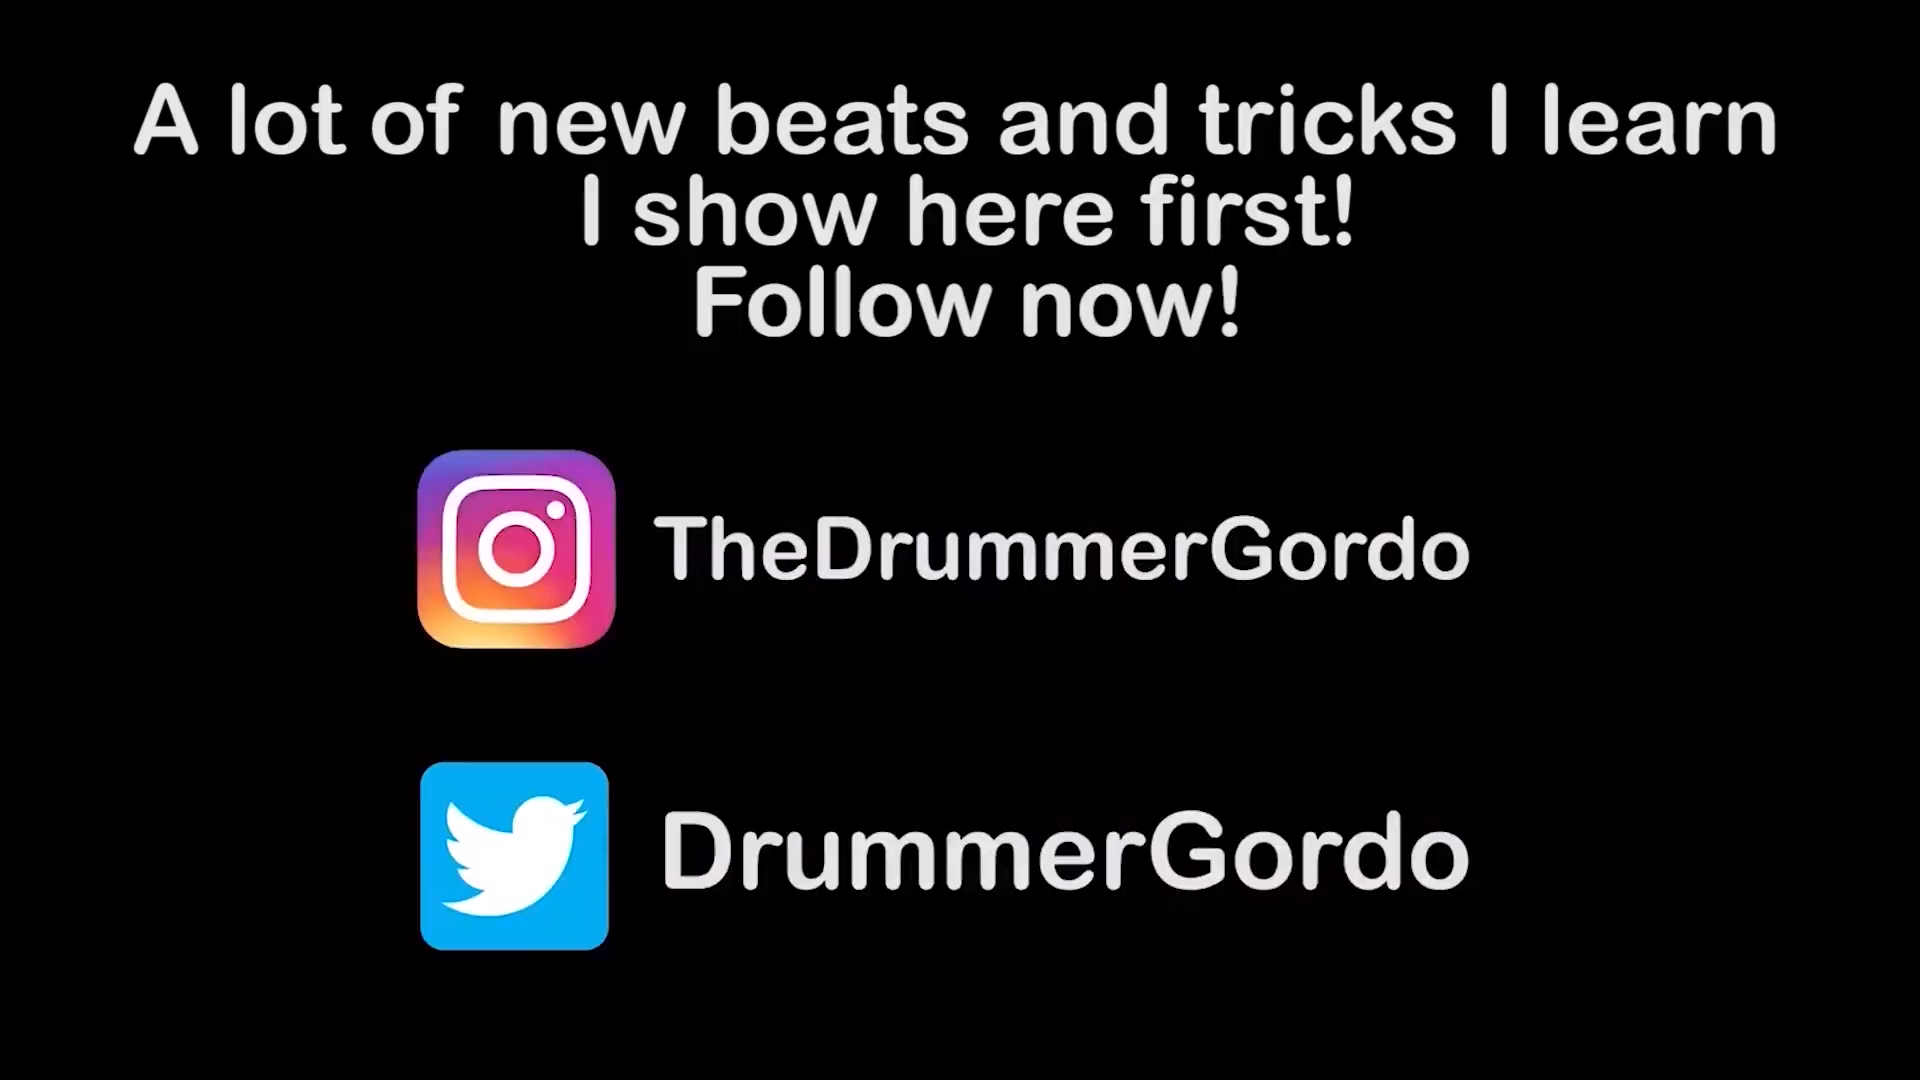 A lot of new beats and tricks I learn
I show here first!
Follow now!
TheDrummerGordo
DrummerGordo